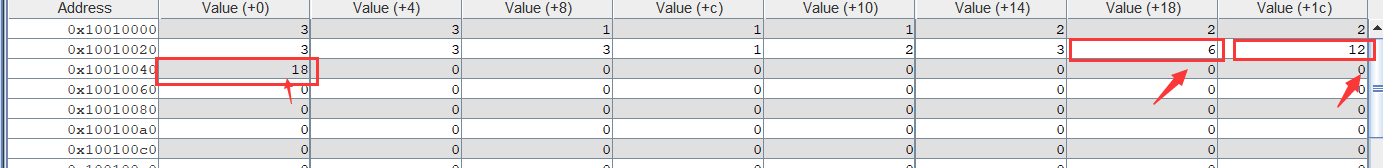 Address Value (+0) Value (+4) Value (+8) Value (+c) Value (+10) Value (+14) Value (+18) Value (+1c)
0x10010000 3 3 1 1 1 2 2 2
0x10010020 3 3 3 1 2 3 6 12
0x10010040 18 0 0 0 0 0 0 0
0x10010060 0 0 0 0 0 0 0 0
0x10010080 0 0 0 0 0 0 0 0
0x100100a0 0 0 0 0 0 0 0 0
0x100100c0 0 0 0 0 0 0 0 0